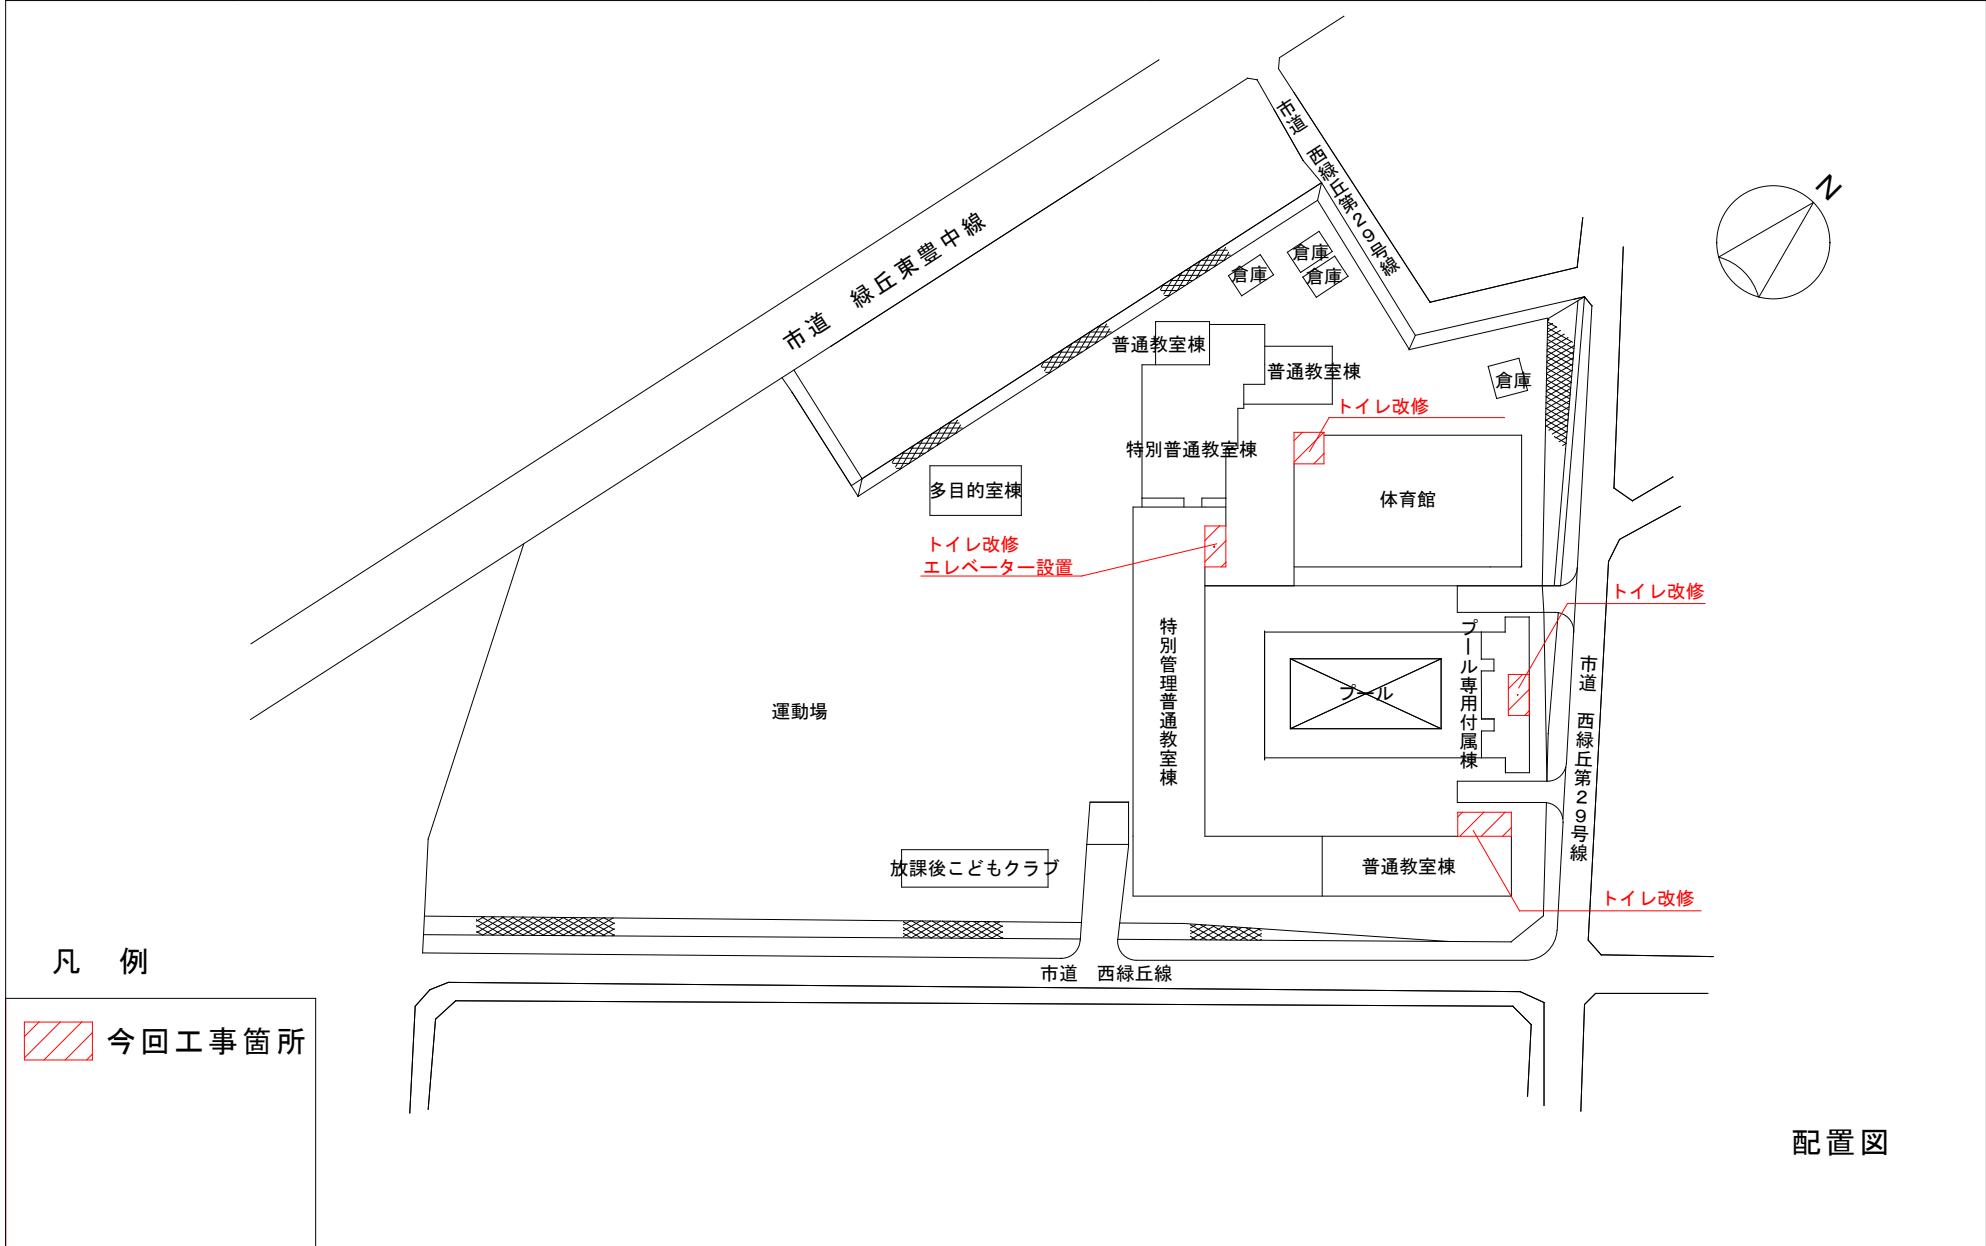 市道　西緑丘第２９号線
N
市道　緑丘東豊中線
倉庫
倉庫
倉庫
普通教室棟
普通教室棟
倉庫
トイレ改修
特別普通教室棟
多目的室棟
体育館
トイレ改修
エレベーター設置
トイレ改修
特別管理普通教室棟
プール専用付属棟
プール
市道　西緑丘第２９号線
運動場
放課後こどもクラブ
普通教室棟
トイレ改修
市道　西緑丘線
凡　例
今回工事箇所
配置図